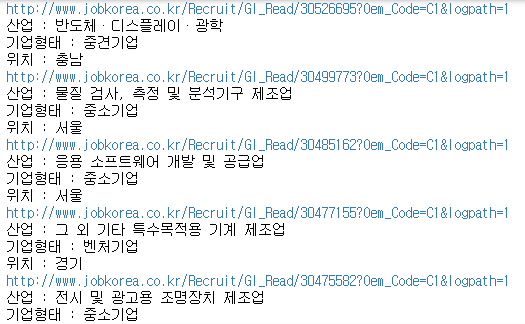 http://www.jobkorea.co.kr/Recruit/GI_Read/30526695?Oem_Code=C1&logpath=1
산업 : 반도체·디스플레이·광학
기업형태 : 중견기업
위치 : 충남
http://www.jobkorea.co.kr/Recruit/GI_Read/30499773?Oem_Code=C1&logpath=1
산업 : 물질 검사, 측정 및 분석기구 제조업
기업형태 : 중소기업
위치 : 서울
http://www.jobkorea.co.kr/Recruit/GI_Read/30485162?Oem_Code=C1&logpath=1
산업 : 응용 소프트웨어 개발 및 공급업
기업형태 : 중소기업
위치 : 서울
http://www.jobkorea.co.kr/Recruit/GI_Read/30477155?Oem_Code=C1&logpath=1
산업 : 그 외 기타 특수목적용 기계 제조업
기업형태 : 벤처기업
위치 : 경기
http://www.jobkorea.co.kr/Recruit/GI_Read/30475582?Oem_Code=C1&logpath=1
산업 : 전시 및 광고용 조명장치 제조업
기업형태 : 중소기업